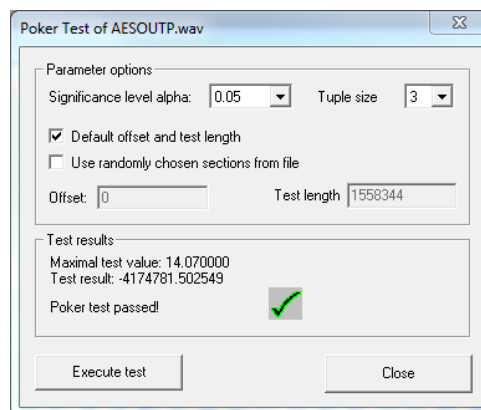 Poker Test of AESOUTP.wav
Parameter options
Significance level alpha: 0.05 Tuple size 3
Default offset and test length
Use randomly chosen sections from file
Offset: 0 Test length 1558344
Test results
Maximal test value: 14.070000
Test result: -4174781.502549
Poker test passed!
Execute test Close